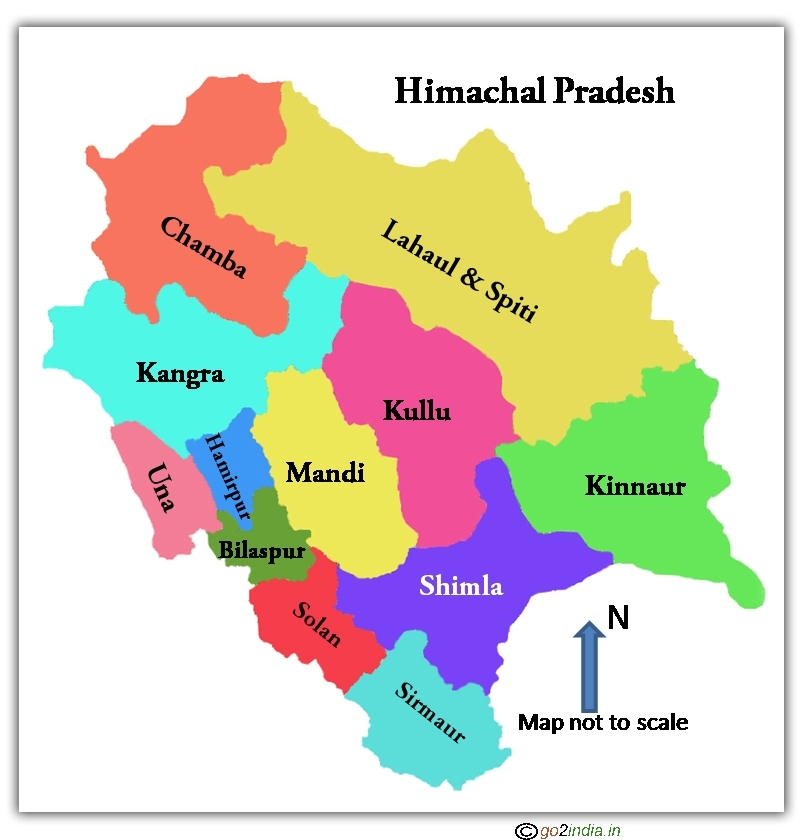 Himachal Pradesh
Chamba
Lahaul & Spiti
Kangra
Kullu
Hamirpur
Una
Mandi
Kinnaur
Bilaspur
Shimla
Solan
N
Sirmaur
Map not to scale
© go2india.in